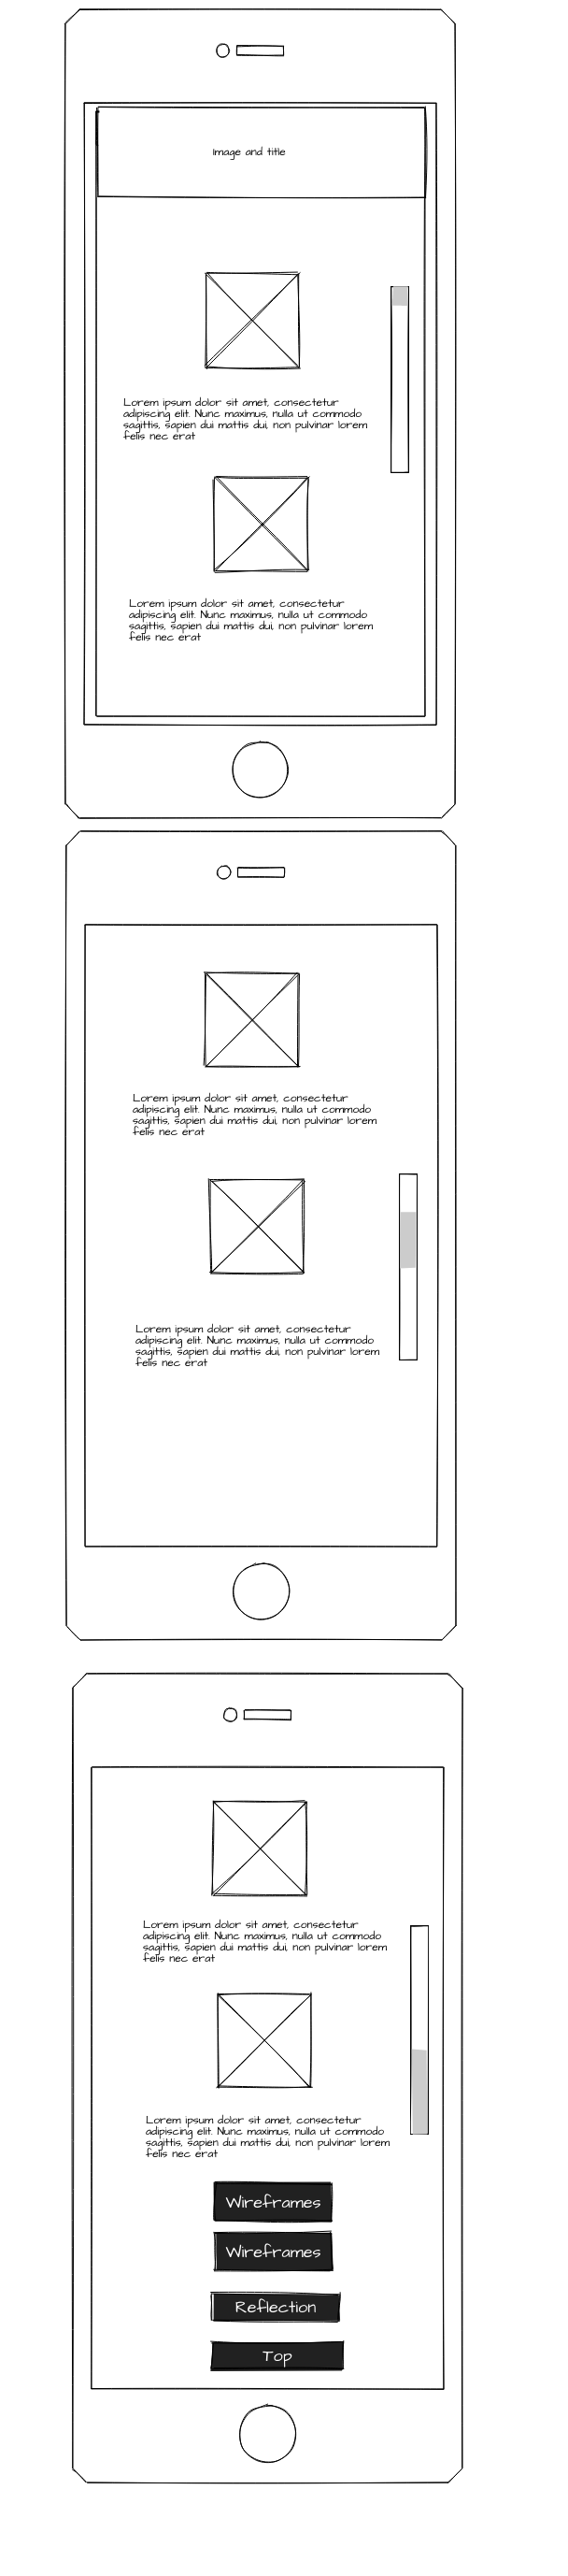 Image and title
Lorem ipsum dolor sit amet, consectetur
adipiscing elit. Nunc maximus, nulla ut commodo
sagittis, sapien dui mattis dui, non pulvinar lorem
felis nec erat
Lorem ipsum dolor sit amet, consectetur
adipiscing elit. Nunc maximus, nulla ut commodo
sagittis, sapien dui mattis dui, non pulvinar lorem
felis nec erat
Lorem ipsum dolor sit amet, consectetur
adipiscing elit. Nunc maximus, nulla ut commodo
sagittis, sapien dui mattis dui, non pulvinar lorem
felis nec erat
Lorem ipsum dolor sit amet, consectetur
adipiscing elit. Nunc maximus, nulla ut commodo
sagittis, sapien dui mattis dui, non pulvinar lorem
felis nec erat
Lorem ipsum dolor sit amet, consectetur
adipiscing elit. Nunc maximus, nulla ut commodo
sagittis, sapien dui mattis dui, non pulvinar lorem
felis nec erat
Lorem ipsum dolor sit amet, consectetur
adipiscing elit. Nunc maximus, nulla ut commodo
sagittis, sapien dui mattis dui, non pulvinar lorem
felis nec erat
Wireframes
Wireframes
Reflection
Top